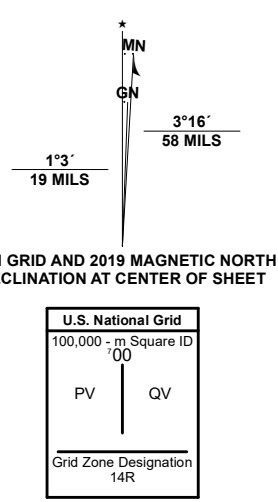 ★
MN
GN
3°16´
58 MILS
1°3´
19 MILS
GRID AND 2019 MAGNETIC NORTH
CLINATION AT CENTER OF SHEET
U.S. National Grid
100,000 - m Square ID
⁷00
PV QV
Grid Zone Designation
14R